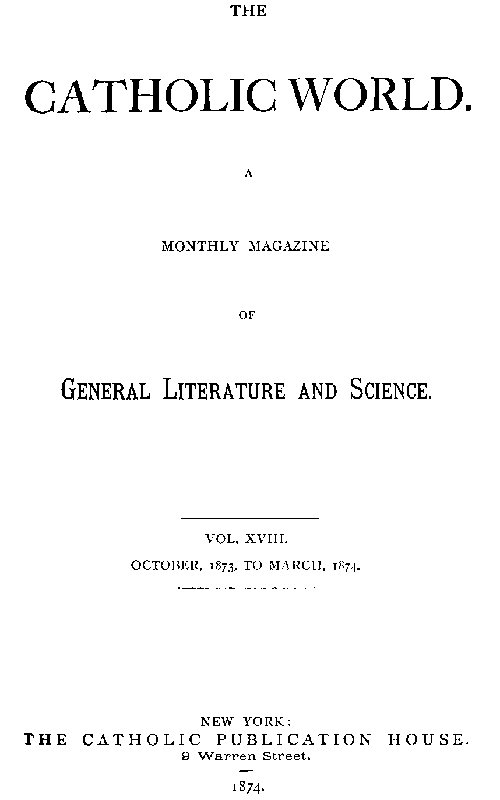 THE
CATHOLIC WORLD.
A
MONTHLY MAGAZINE
OF
GENERAL LITERATURE AND SCIENCE.
VOL. XVIII.
OCTOBER, 1873, TO MARCH, 1874.
NEW YORK:
THE CATHOLIC PUBLICATION HOUSE.
9 Warren Street.
1874.